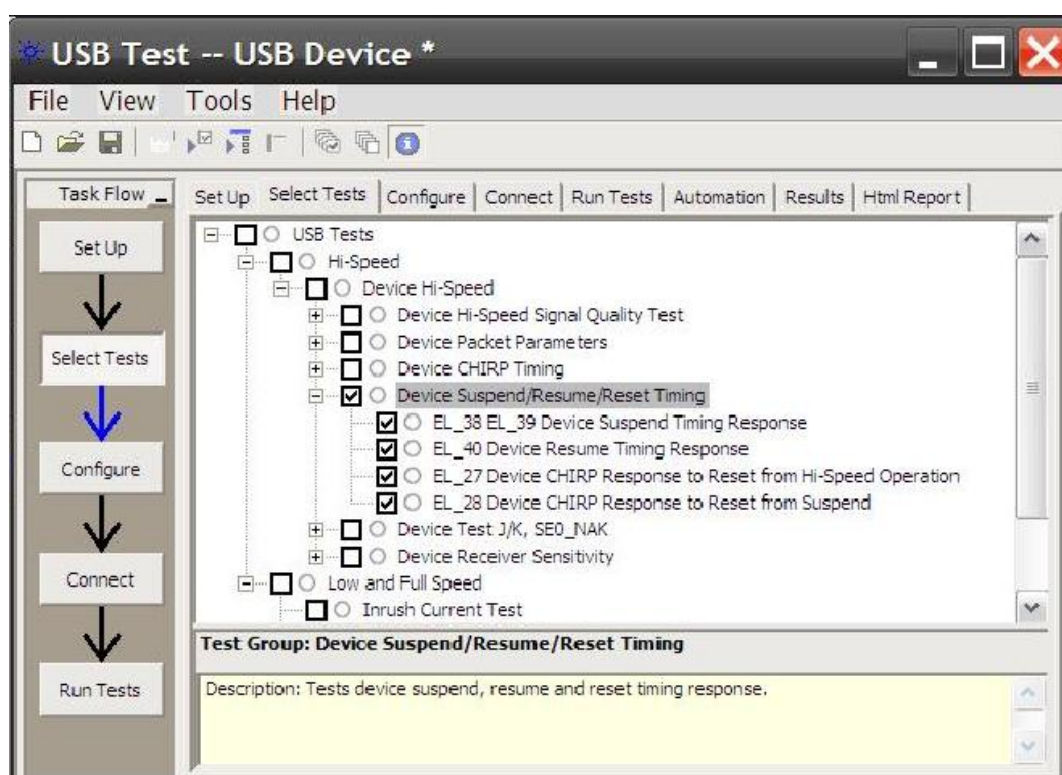 USB Test -- USB Device *
File View Tools Help
Task Flow
Set Up Select Tests Configure Connect Run Tests Automation Results Html Report
Set Up
Select Tests
Configure
Connect
Run Tests
USB Tests
Hi-Speed
Device Hi-Speed
Device Hi-Speed Signal Quality Test
Device Packet Parameters
Device CHIRP Timing
Device Suspend/Resume/Reset Timing
EL_38 EL_39 Device Suspend Timing Response
EL_40 Device Resume Timing Response
EL_27 Device CHIRP Response to Reset from Hi-Speed Operation
EL_28 Device CHIRP Response to Reset from Suspend
Device Test J/K, SE0_NAK
Device Receiver Sensitivity
Low and Full Speed
Inrush Current Test
Test Group: Device Suspend/Resume/Reset Timing
Description: Tests device suspend, resume and reset timing response.